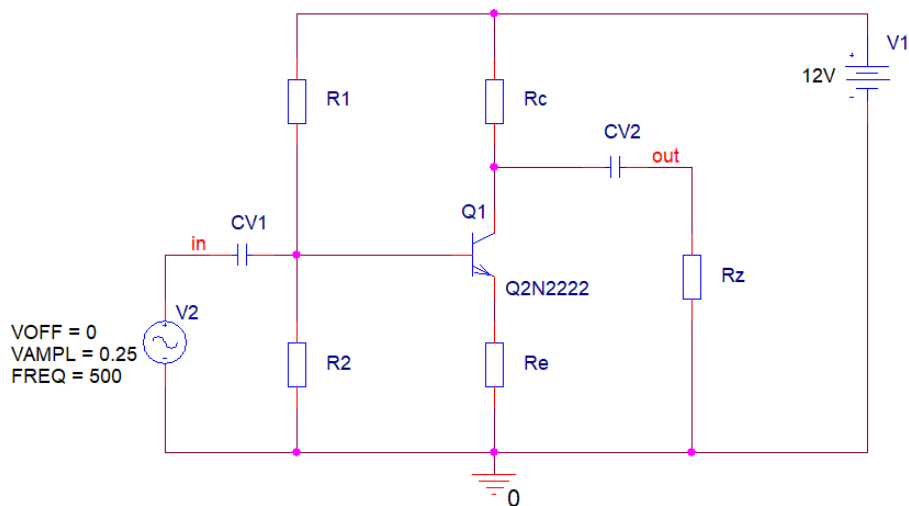 V1
+
12V
-
R1
Rc
CV2
out
Q1
CV1
in
Q2N2222
Rz
V2
+
-
VOFF = 0
VAMPL = 0.25
FREQ = 500
R2
Re
0